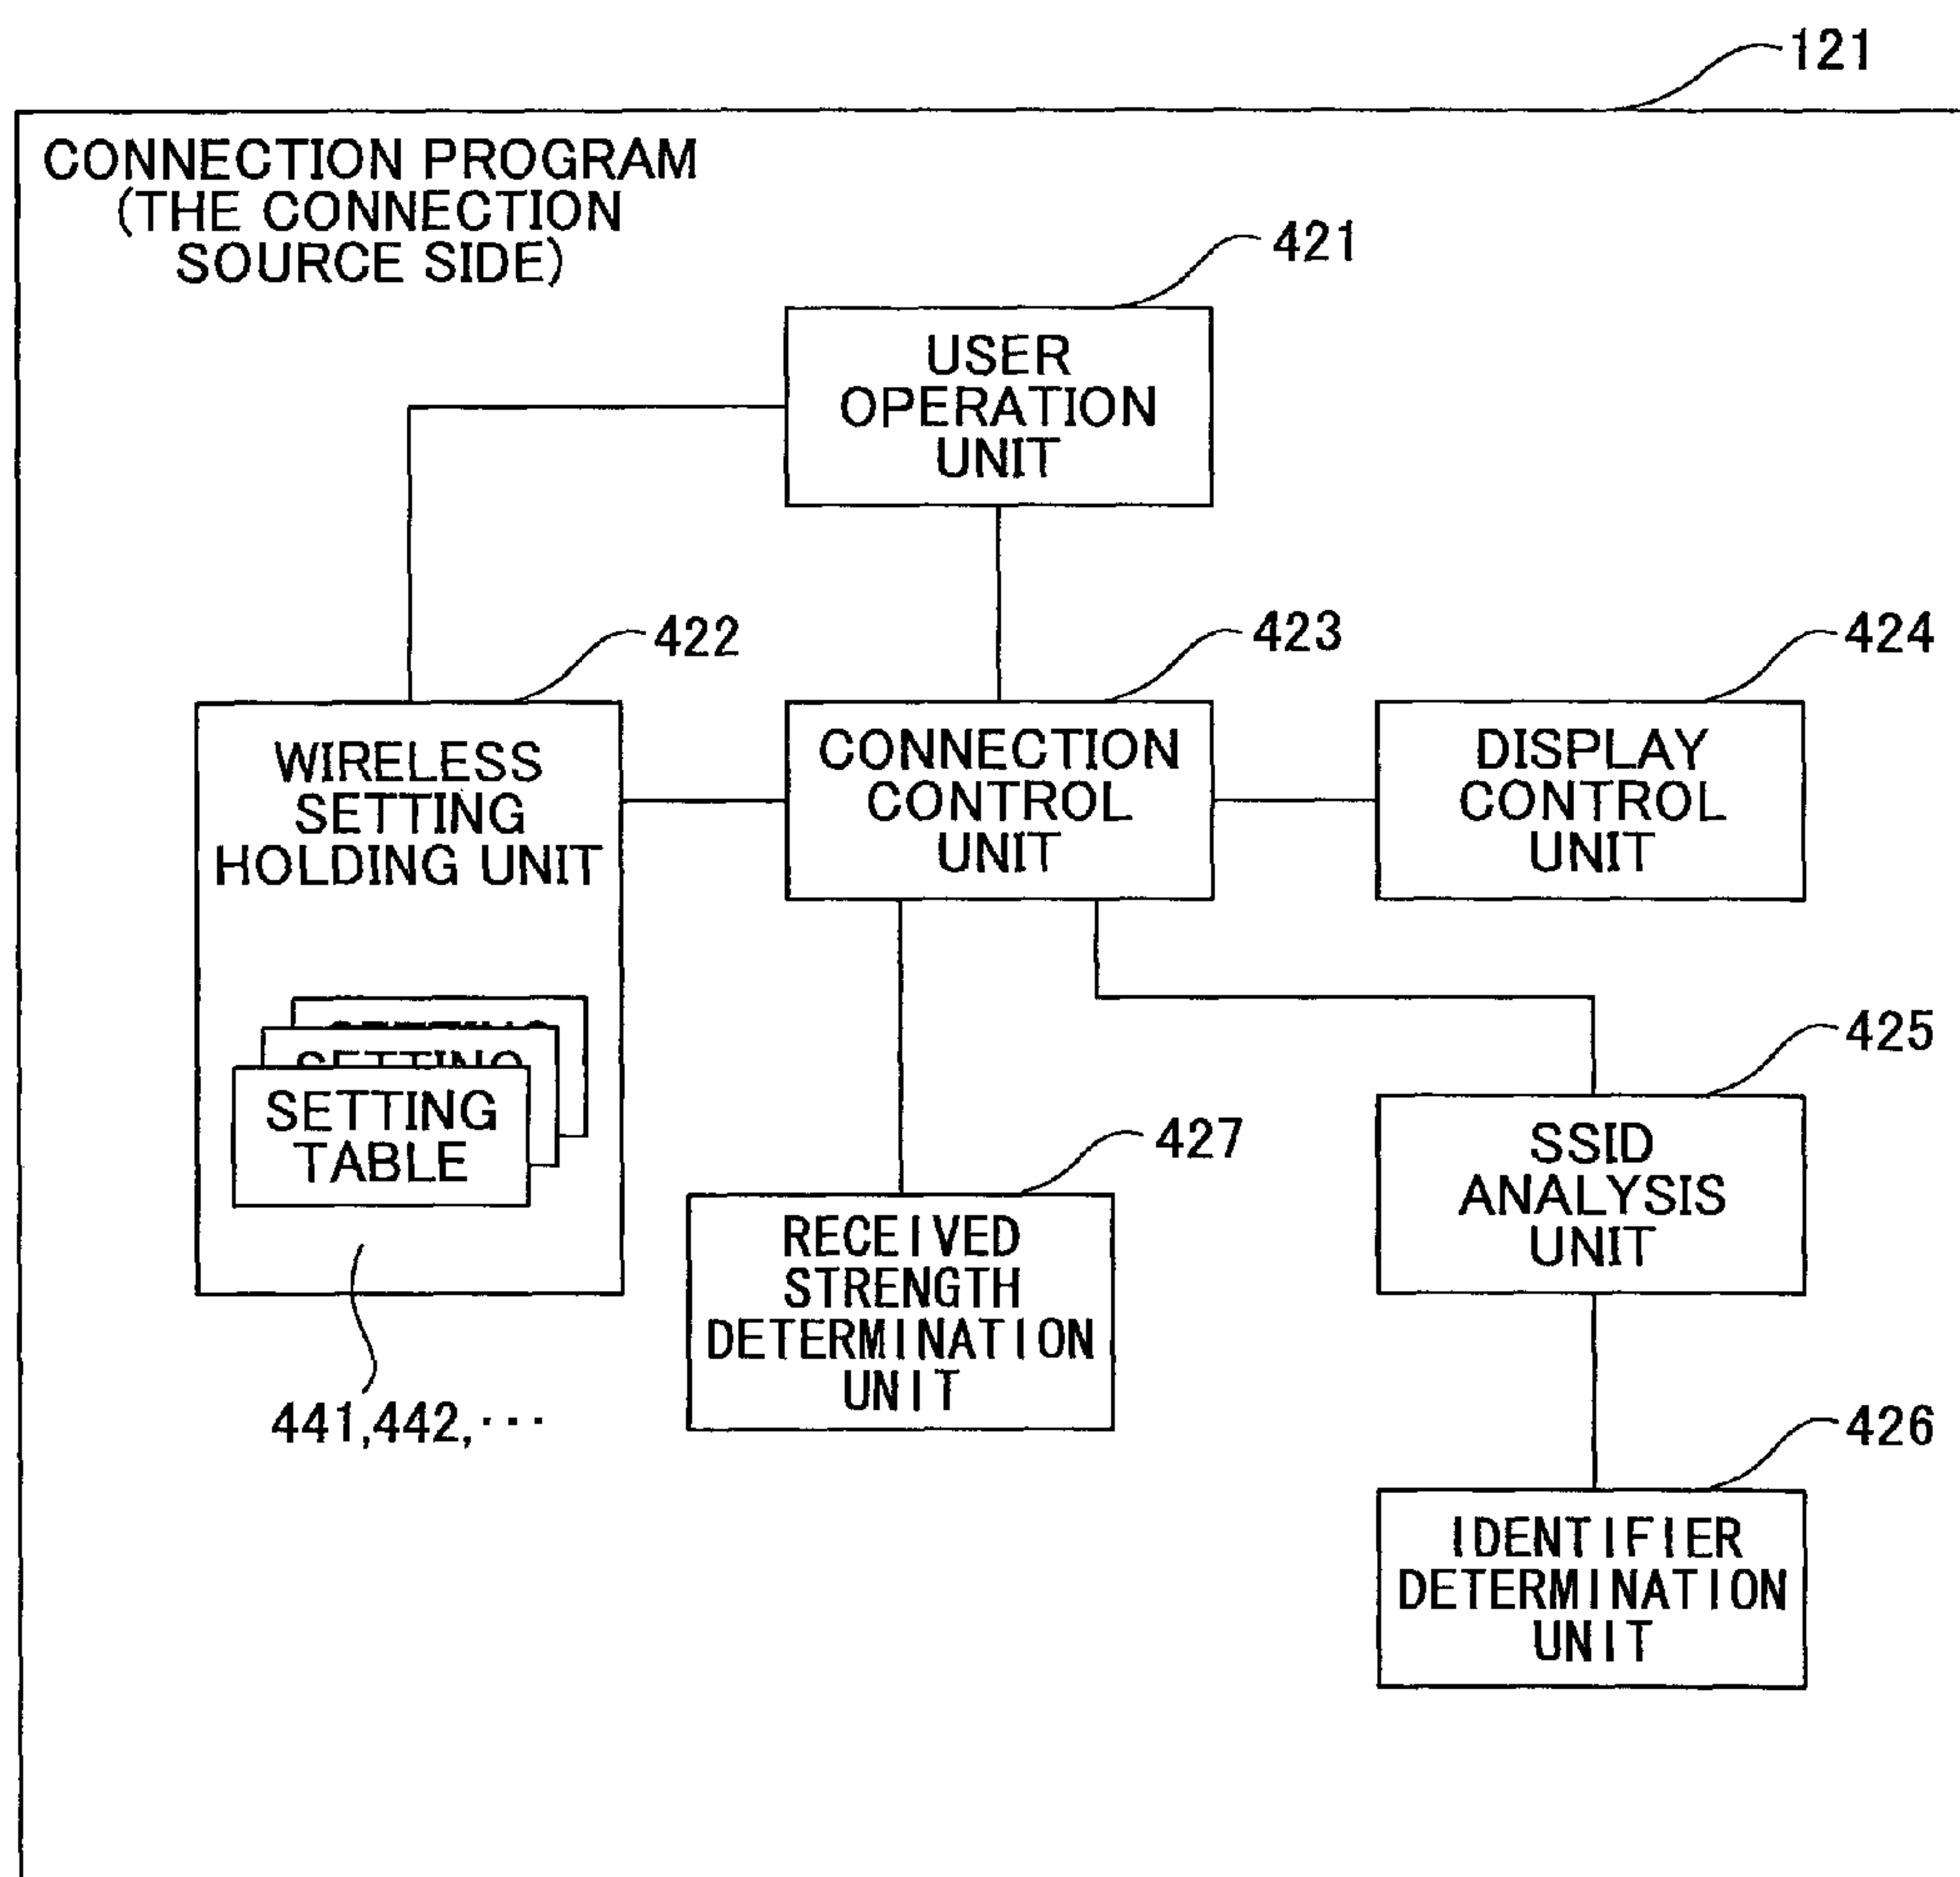 121
CONNECTION PROGRAM
(THE CONNECTION
SOURCE SIDE)
421
USER
OPERATION
UNIT
422
423
424
WIRELESS
SETTING
HOLDING UNIT
CONNECTION
CONTROL
UNIT
DISPLAY
CONTROL
UNIT
SETTING
SETTING
TABLE
441,442,···
427
RECEIVED
STRENGTH
DETERMINATION
UNIT
425
SSID
ANALYSIS
UNIT
426
IDENTIFIER
DETERMINATION
UNIT